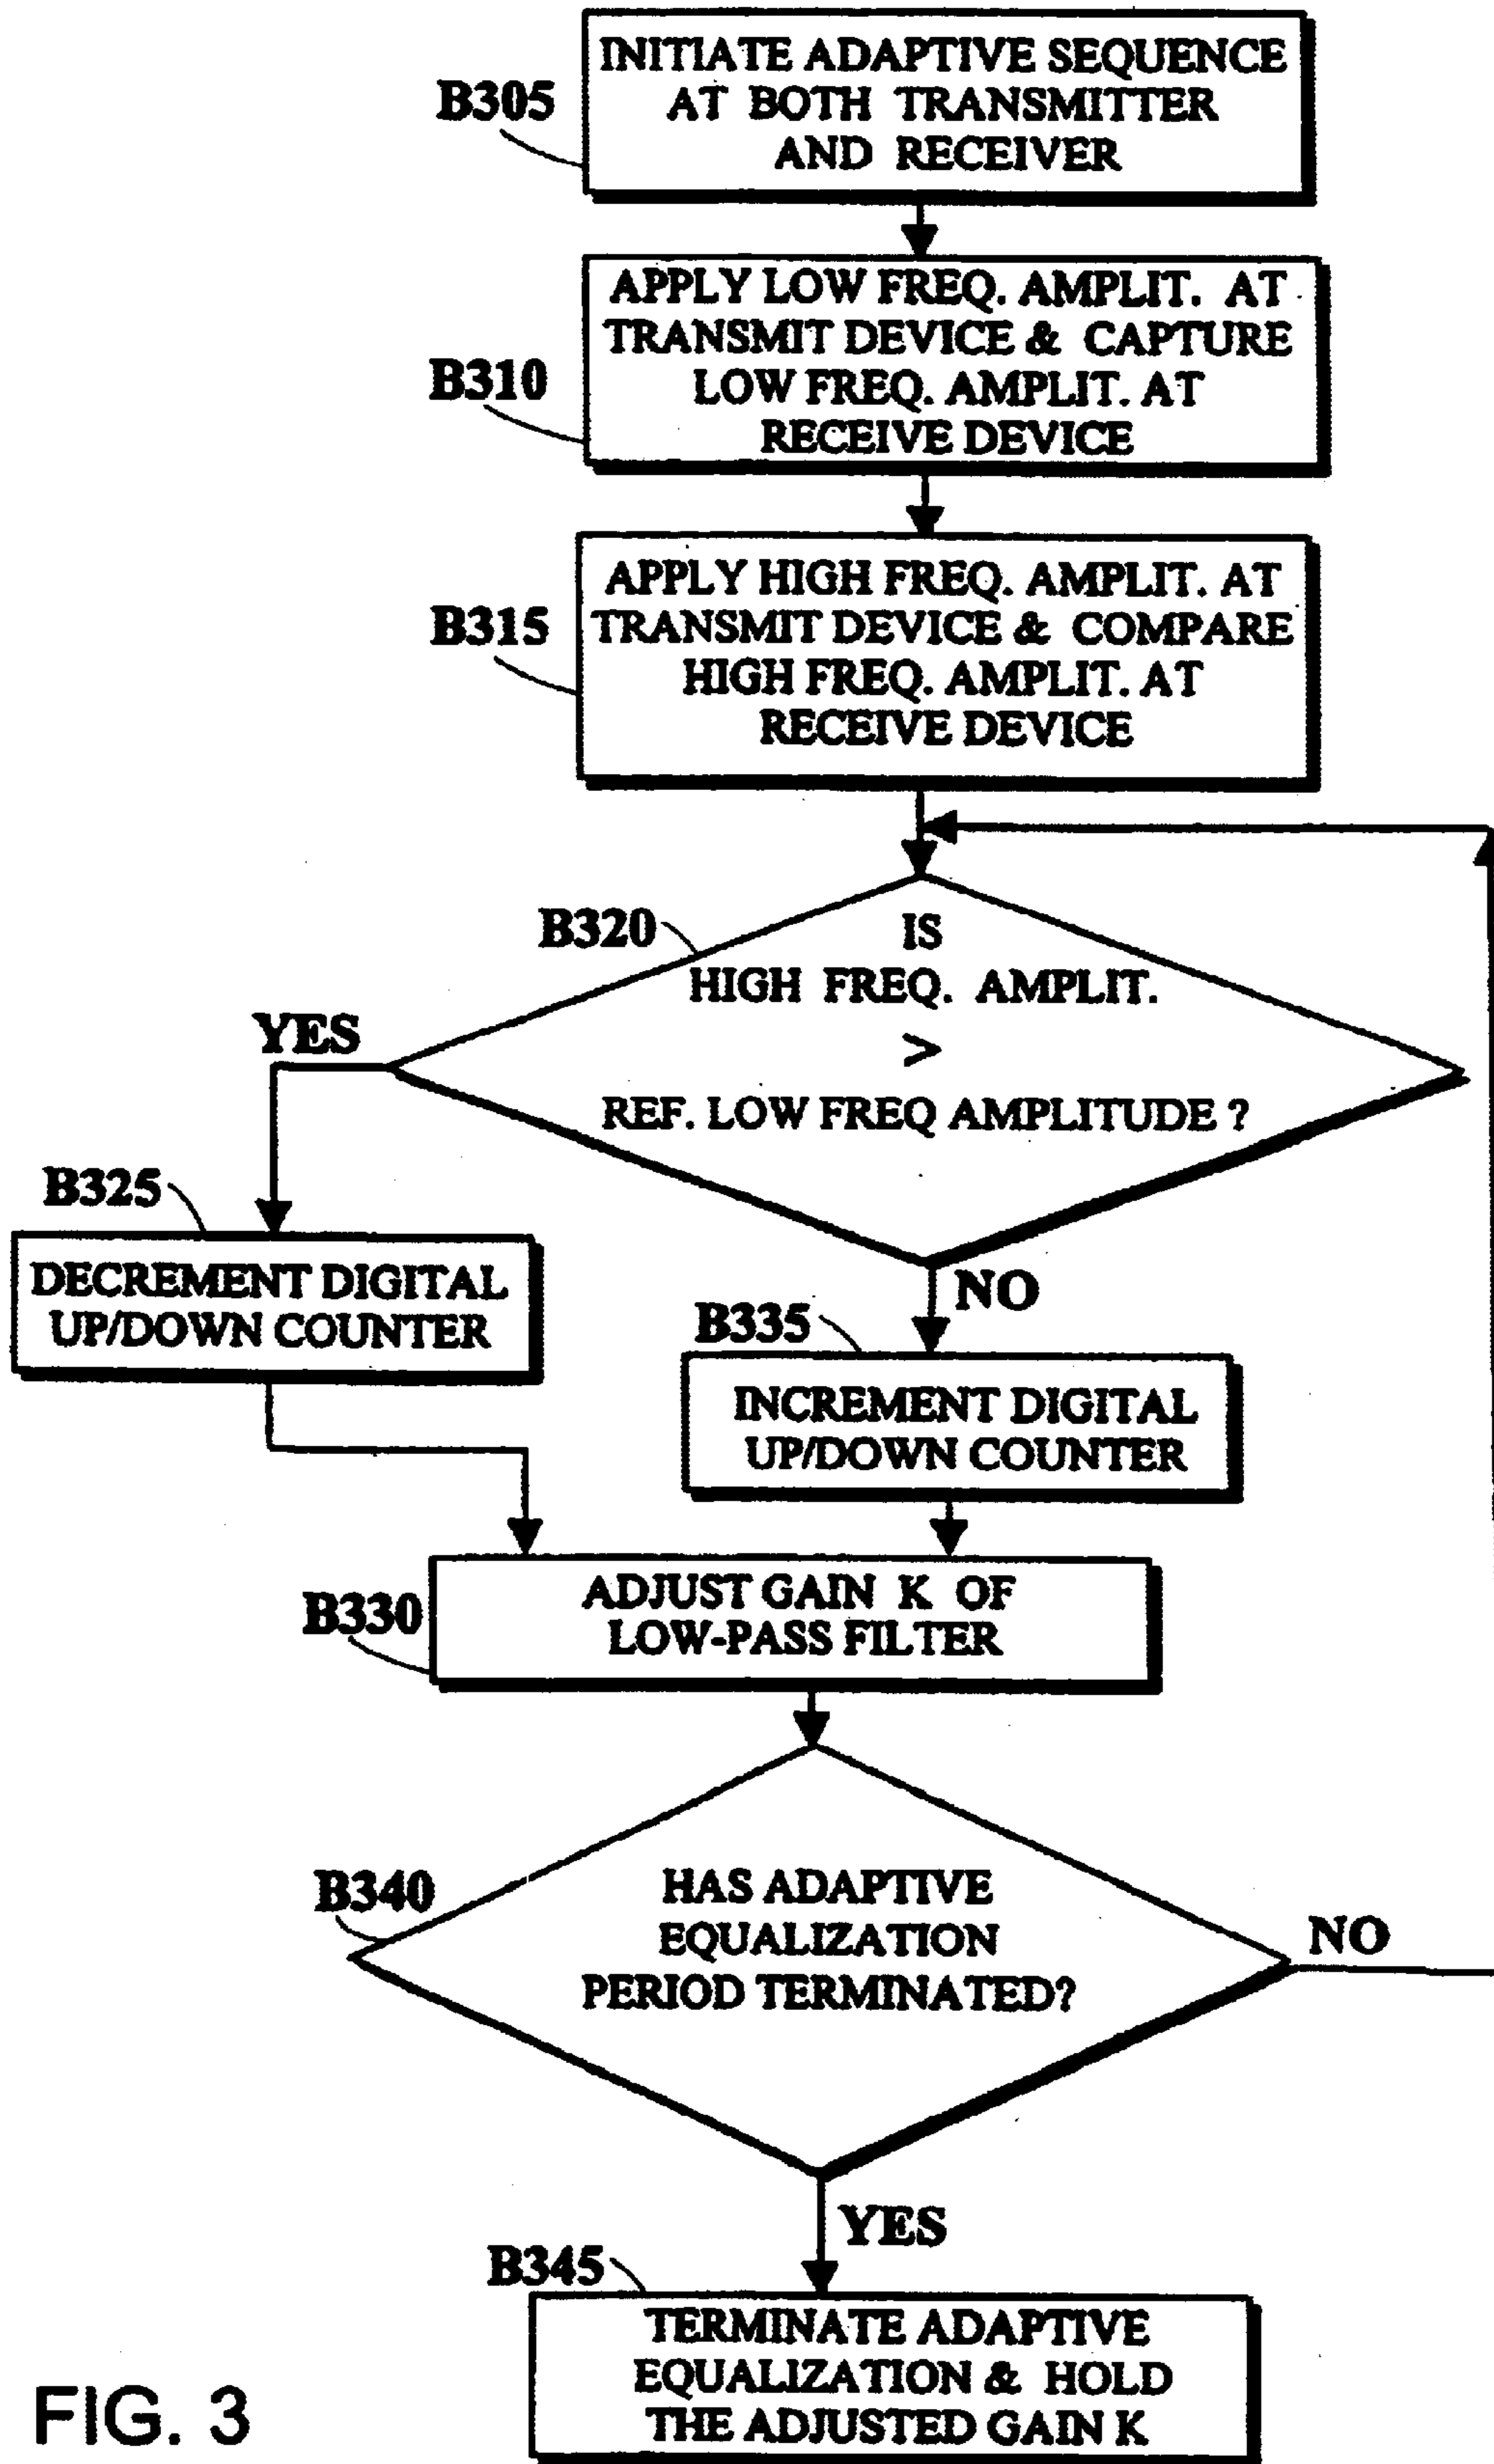 INITIATE ADAPTIVE SEQUENCE
AT BOTH TRANSMITTER
AND RECEIVER
B305
APPLY LOW FREQ. AMPLIT. AT
TRANSMIT DEVICE & CAPTURE
LOW FREQ. AMPLIT. AT
RECEIVE DEVICE
B310
APPLY HIGH FREQ. AMPLIT. AT
TRANSMIT DEVICE & COMPARE
HIGH FREQ. AMPLIT. AT
RECEIVE DEVICE
B315
B320
IS
HIGH FREQ. AMPLIT.
>
REF. LOW FREQ AMPLITUDE ?
YES
NO
B325
DECREMENT DIGITAL
UP/DOWN COUNTER
B335
INCREMENT DIGITAL
UP/DOWN COUNTER
B330
ADJUST GAIN K OF
LOW-PASS FILTER
B340
HAS ADAPTIVE
EQUALIZATION
PERIOD TERMINATED?
NO
YES
B345
TERMINATE ADAPTIVE
EQUALIZATION & HOLD
THE ADJUSTED GAIN K
FIG. 3